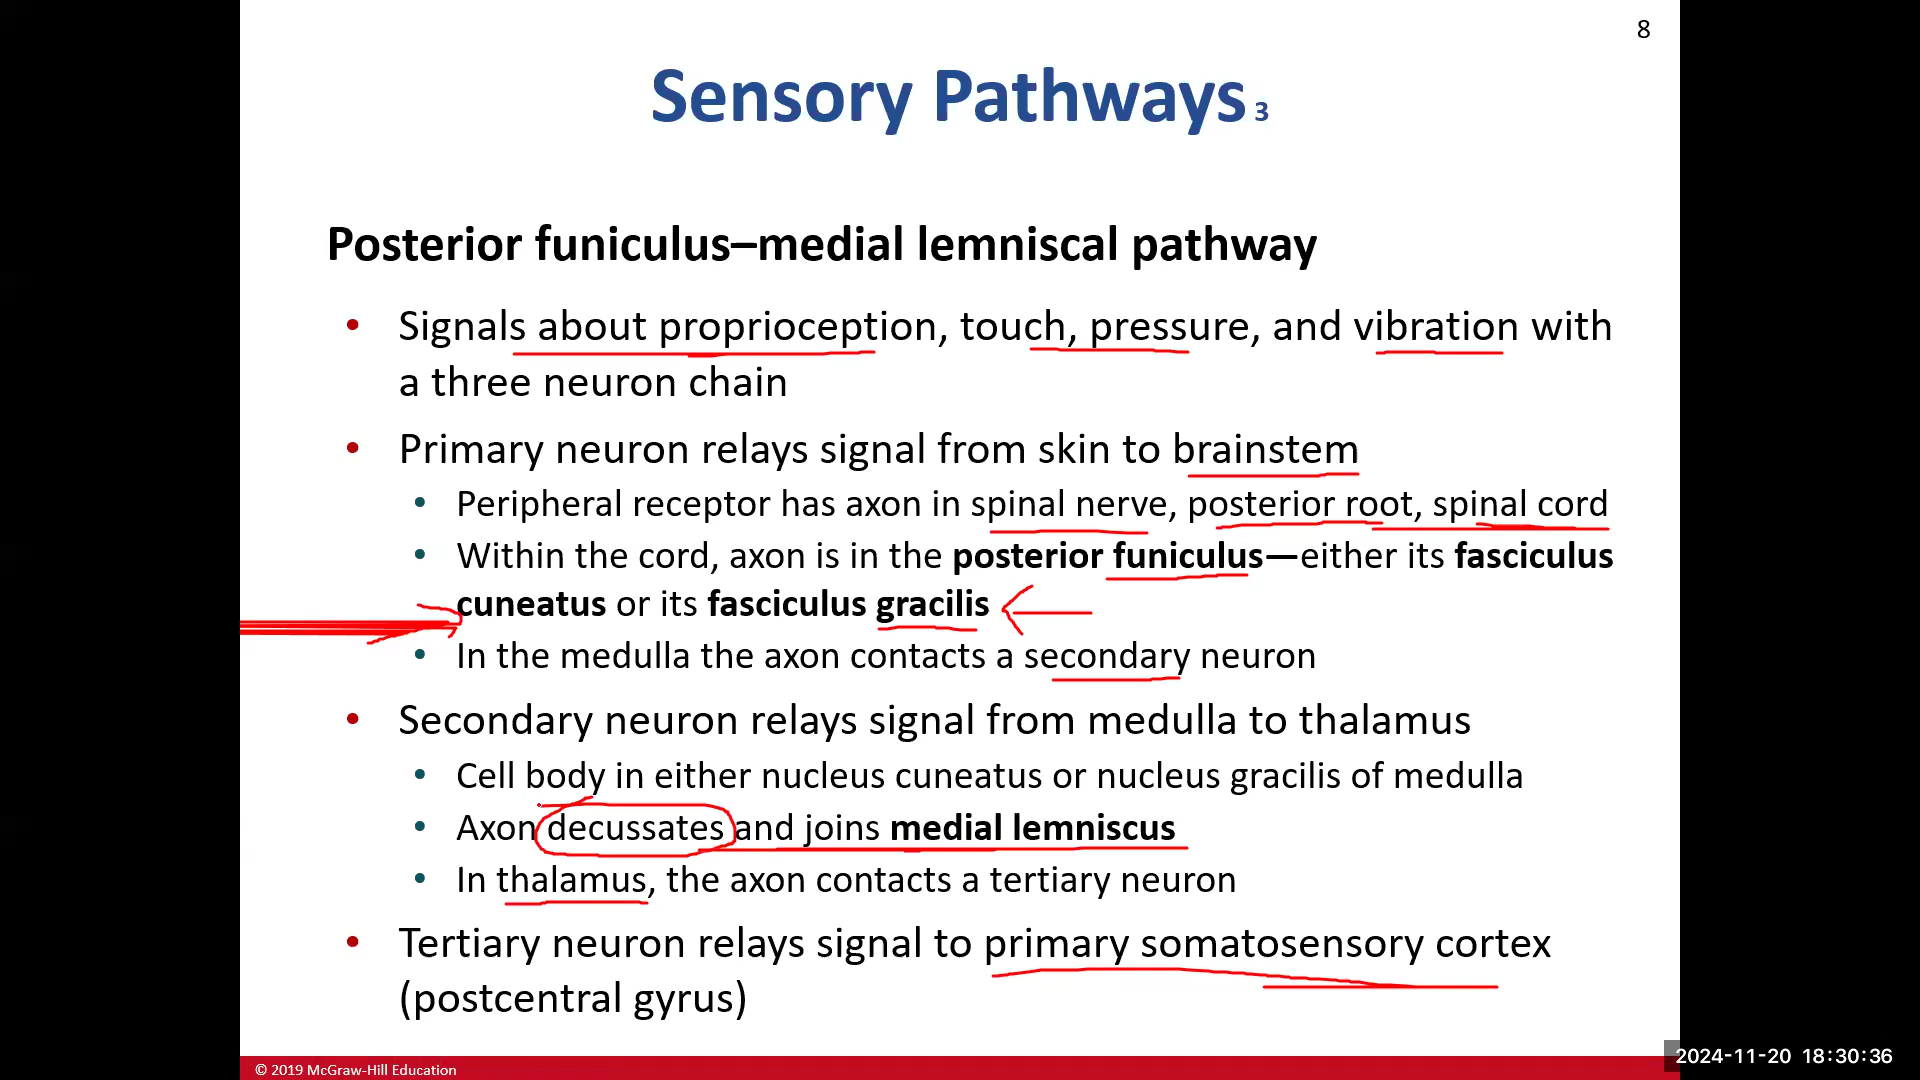 8
Sensory Pathways 3
Posterior funiculus–medial lemniscal pathway
• Signals about proprioception, touch, pressure, and vibration with
a three neuron chain
• Primary neuron relays signal from skin to brainstem
• Peripheral receptor has axon in spinal nerve, posterior root, spinal cord
• Within the cord, axon is in the posterior funiculus—either its fasciculus
cuneatus or its fasciculus gracilis
• In the medulla the axon contacts a secondary neuron
• Secondary neuron relays signal from medulla to thalamus
• Cell body in either nucleus cuneatus or nucleus gracilis of medulla
• Axon decussates and joins medial lemniscus
• In thalamus, the axon contacts a tertiary neuron
• Tertiary neuron relays signal to primary somatosensory cortex
(postcentral gyrus)
© 2019 McGraw-Hill Education
2024-11-20 18:30:36